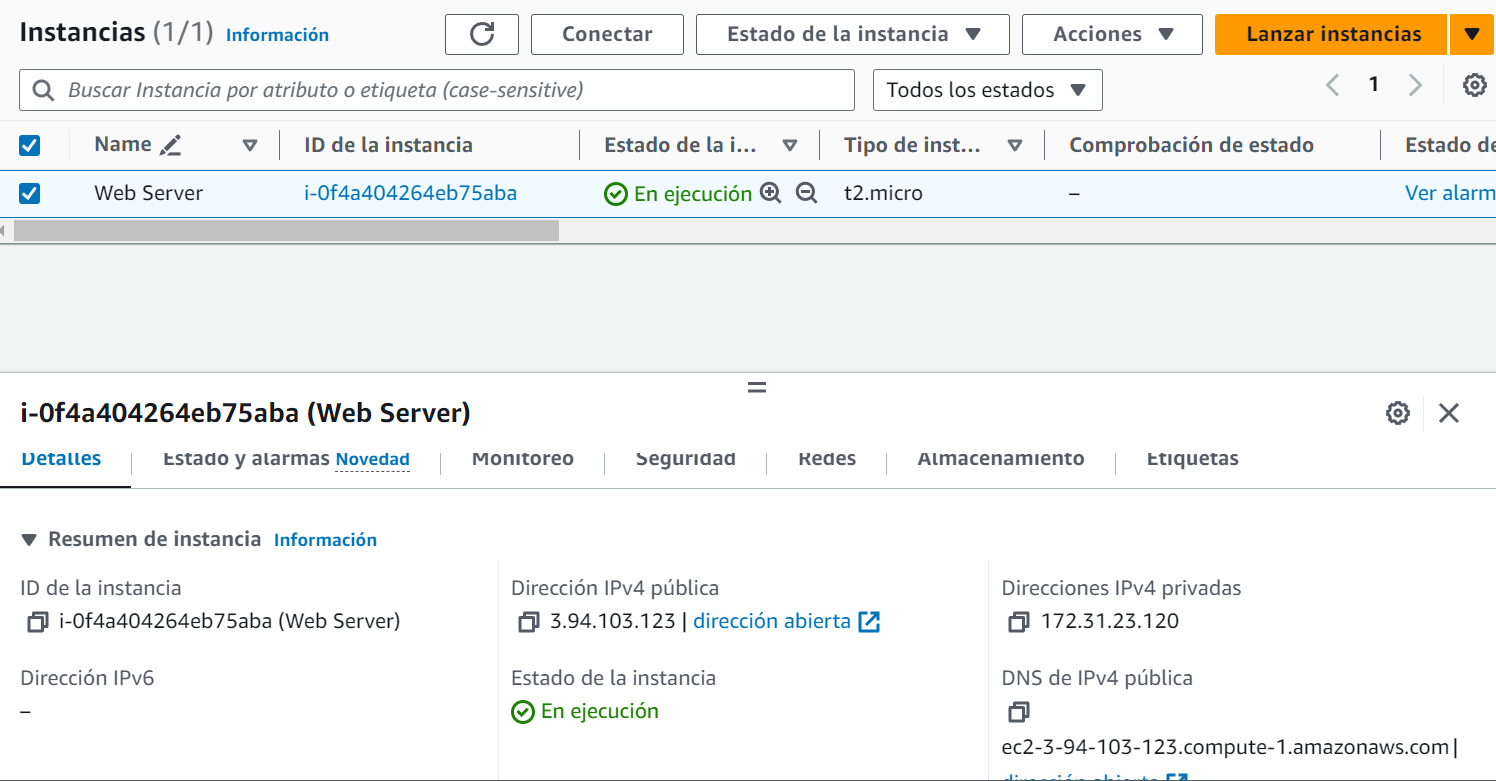 Instancias (1/1) Información Conectar Estado de la instancia Acciones Lanzar instancias
Buscar Instancia por atributo o etiqueta (case-sensitive) Todos los estados 1
Name ID de la instancia Estado de la i... Tipo de inst... Comprobación de estado Estado de
Web Server i-0f4a404264eb75aba En ejecución t2.micro – Ver alarm
i-0f4a404264eb75aba (Web Server)
Detalles Estado y alarmas Novedad Monitoreo Seguridad Redes Almacenamiento Etiquetas
Resumen de instancia Información
ID de la instancia Dirección IPv4 pública Direcciones IPv4 privadas
i-0f4a404264eb75aba (Web Server) 3.94.103.123 | dirección abierta 172.31.23.120
Dirección IPv6 Estado de la instancia DNS de IPv4 pública
– En ejecución
ec2-3-94-103-123.compute-1.amazonaws.com |
dirección abierta